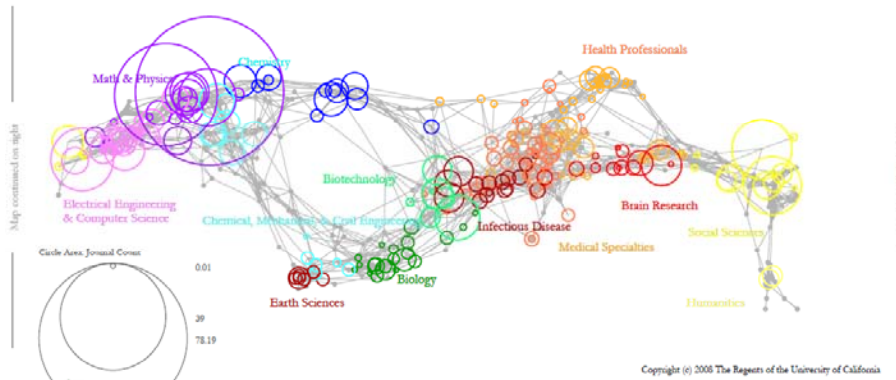 Health Professionals
Chemistry
Math & Physics
Map continued on right
Biotechnology
Electrical Engineering
& Computer Science
Chemical, Mechanical, & Civil Engineering
Infectious Disease
Brain Research
Social Sciences
Medical Specialties
Circle Area: Journal Count
0.01
Biology
Earth Sciences
Humanities
39
78.19
Copyright (c) 2008 The Regents of the University of California